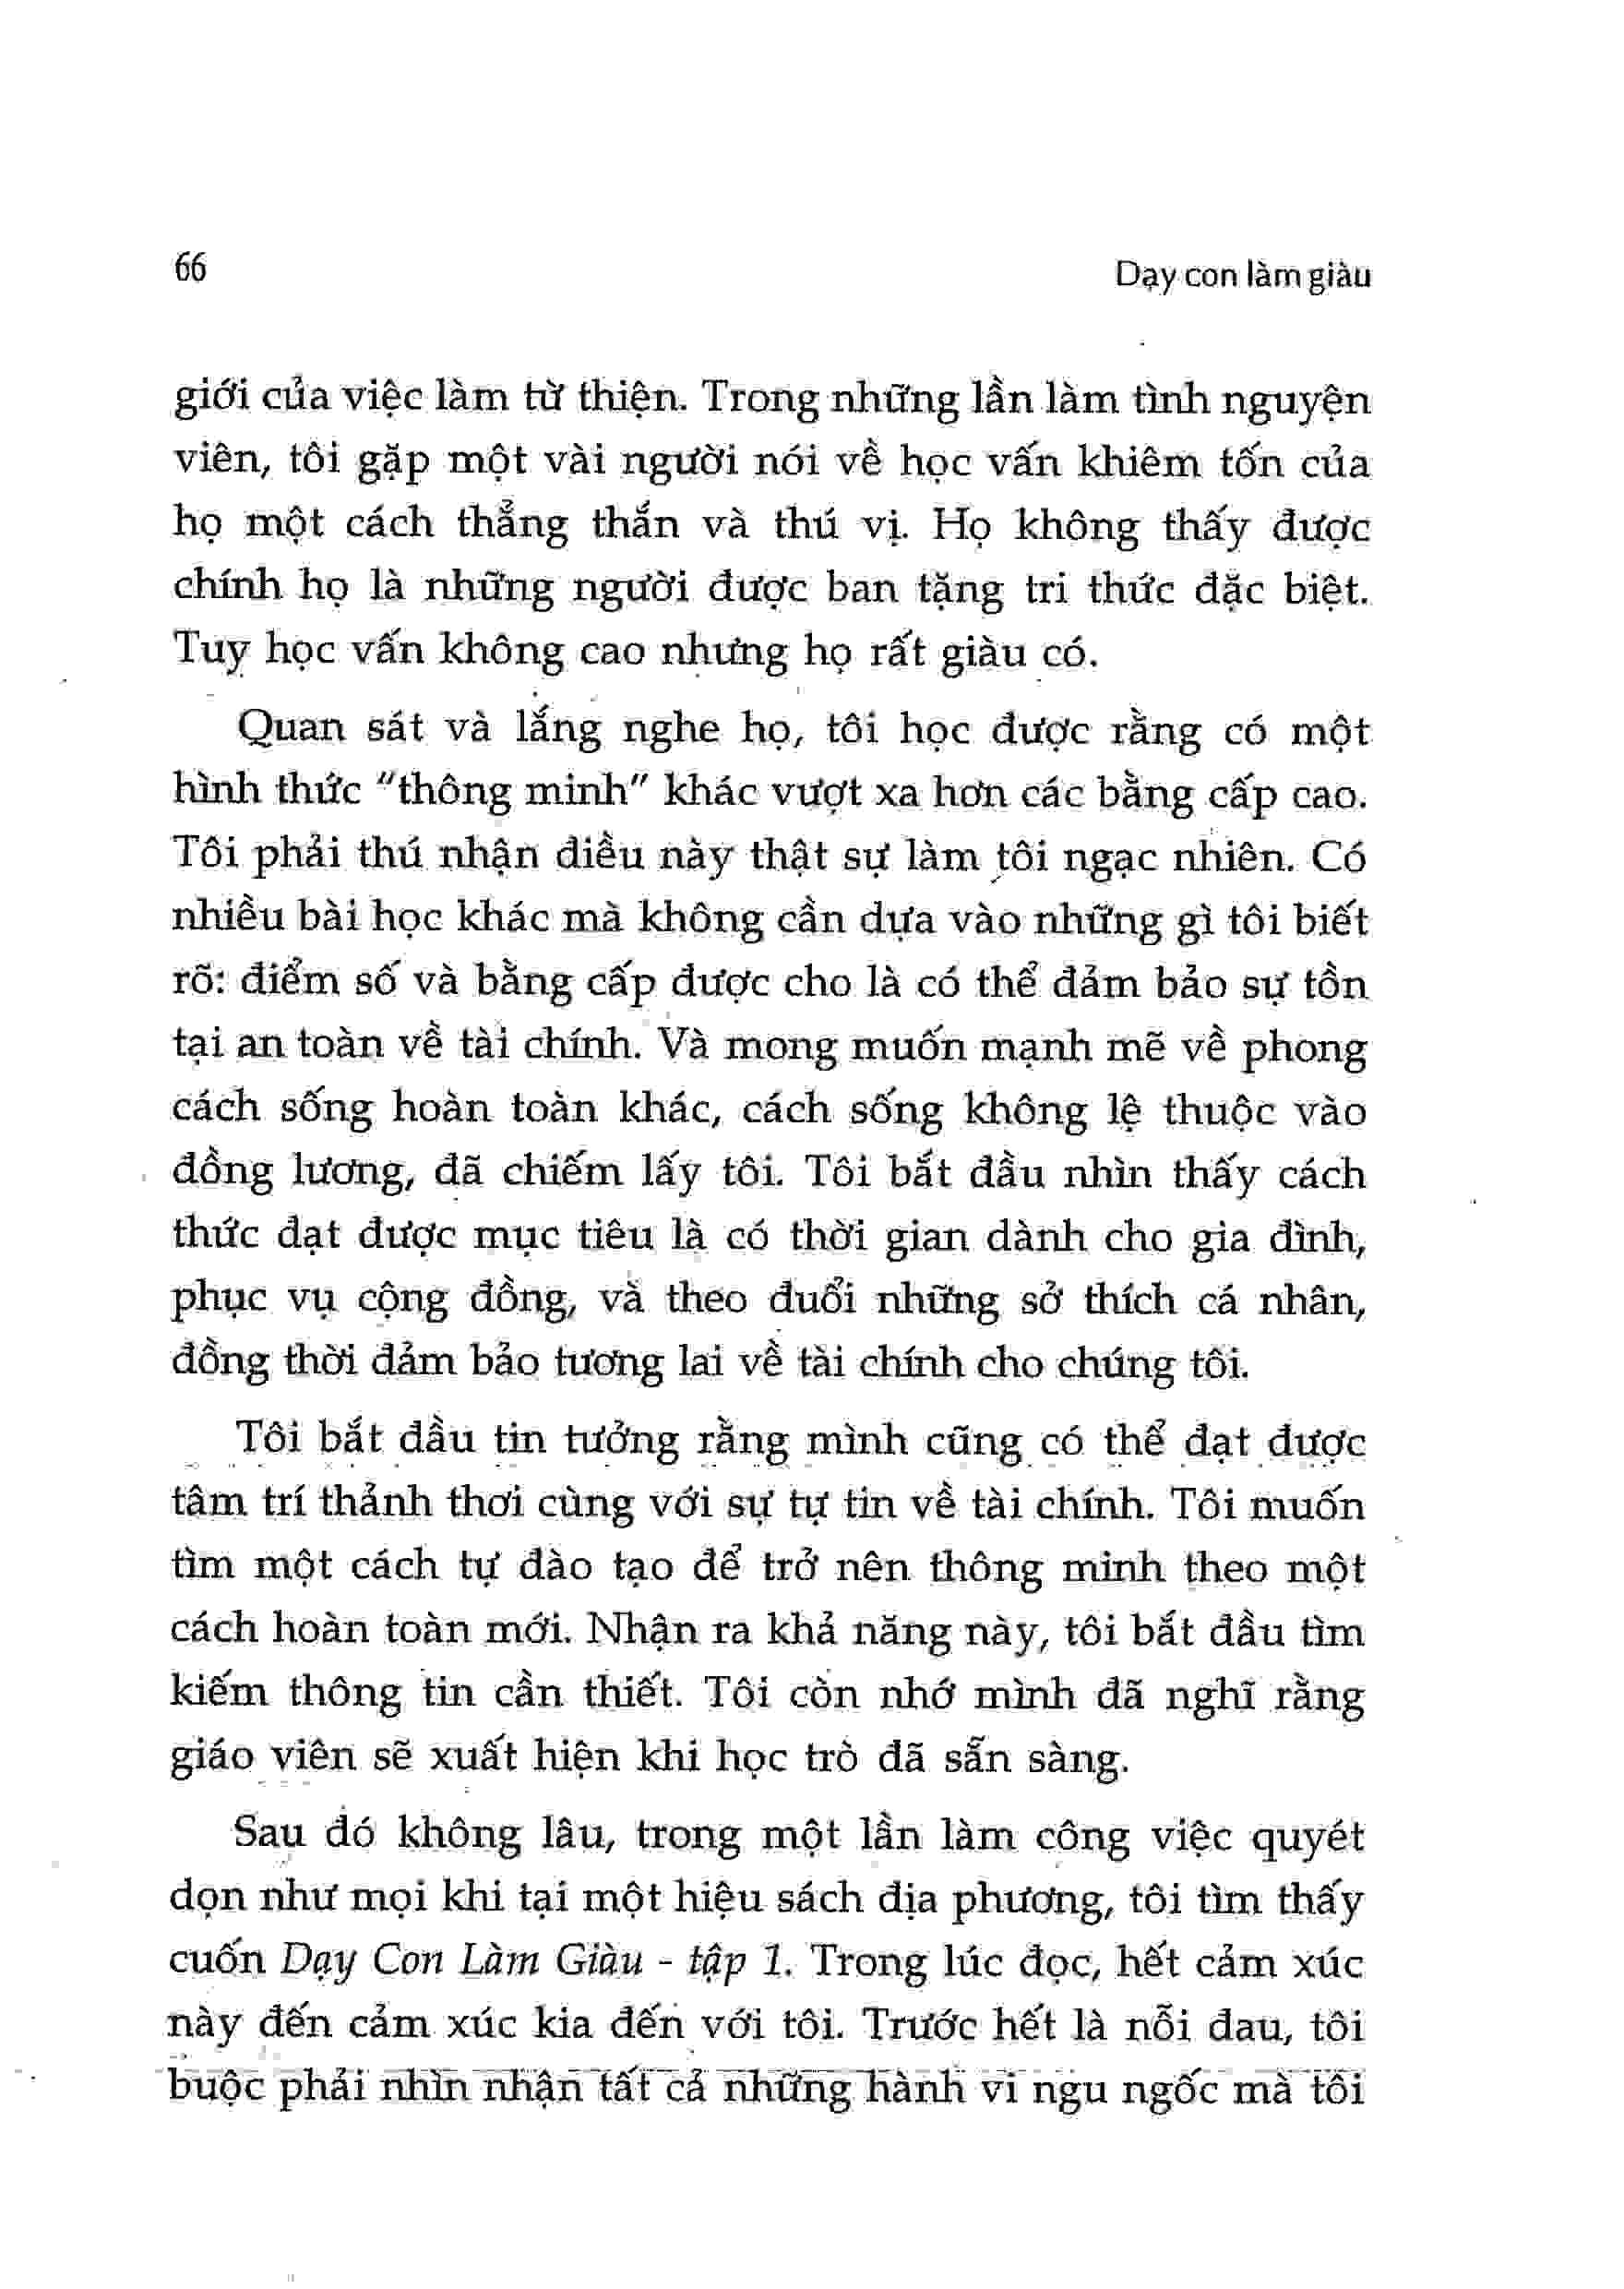 66
Dạy con làm giàu
giới của việc làm từ thiện. Trong những lần làm tình nguyện
viên, tôi gặp một vài người nói về học vấn khiêm tốn của
họ một cách thẳng thắn và thú vị. Họ không thấy được
chính họ là những người được ban tặng tri thức đặc biệt.
Tuy học vấn không cao nhưng họ rất giàu có.
Quan sát và lắng nghe họ, tôi học được rằng có một
hình thức "thông minh" khác vượt xa hơn các bằng cấp cao.
Tôi phải thú nhận điều này thật sự làm tôi ngạc nhiên. Có
nhiều bài học khác mà không cần dựa vào những gì tôi biết
rõ: điểm số và bằng cấp được cho là có thể đảm bảo sự tồn
tại an toàn về tài chính. Và mong muốn mạnh mẽ về phong
cách sống hoàn toàn khác, cách sống không lệ thuộc vào
đồng lương, đã chiếm lấy tôi. Tôi bắt đầu nhìn thấy cách
thức đạt được mục tiêu là có thời gian dành cho gia đình,
phục vụ cộng đồng, và theo đuổi những sở thích cá nhân,
đồng thời đảm bảo tương lai về tài chính cho chúng tôi.
Tôi bắt đầu tin tưởng rằng mình cũng có thể đạt được
tâm trí thảnh thơi cùng với sự tự tin về tài chính. Tôi muốn
tìm một cách tự đào tạo để trở nên thông minh theo một
cách hoàn toàn mới. Nhận ra khả năng này, tôi bắt đầu tìm
kiếm thông tin cần thiết. Tôi còn nhớ mình đã nghĩ rằng
giáo viên sẽ xuất hiện khi học trò đã sẵn sàng.
Sau đó không lâu, trong một lần làm công việc quyét
dọn như mọi khi tại một hiệu sách địa phương, tôi tìm thấy
cuốn Dạy Con Làm Giàu - tập 1. Trong lúc đọc, hết cảm xúc
này đến cảm xúc kia đến với tôi. Trước hết là nỗi đau, tôi
buộc phải nhìn nhận tất cả những hành vi ngu ngốc mà tôi